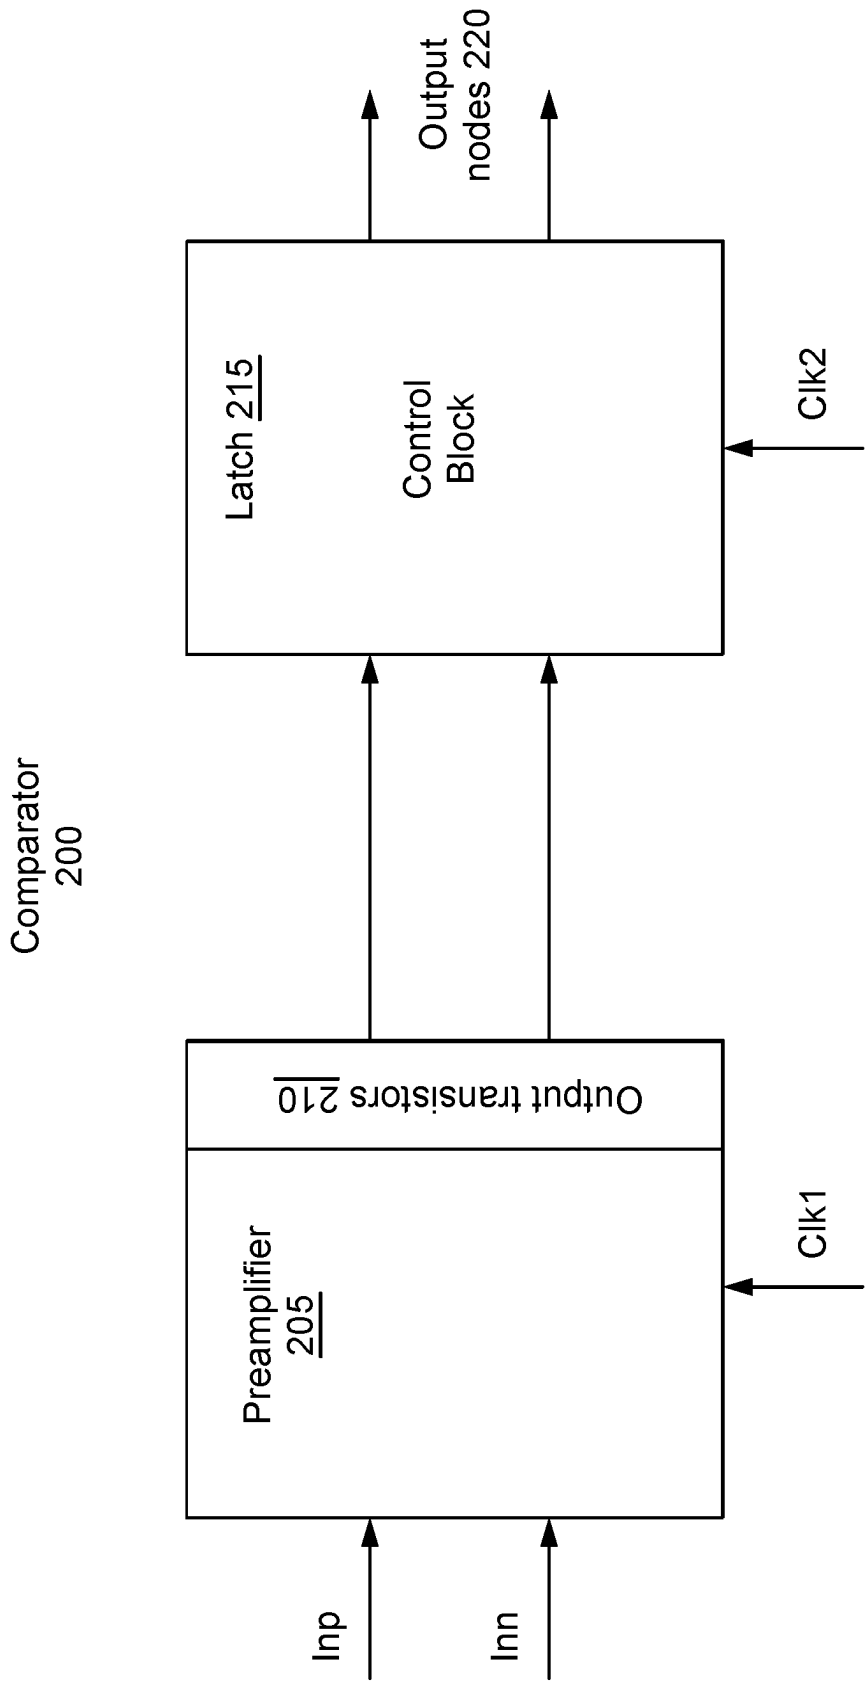 Comparator
200
Inp
Inn
Preamplifier
205
Output transistors 210
Clk1
Latch 215
Control
Block
Clk2
Output
nodes 220